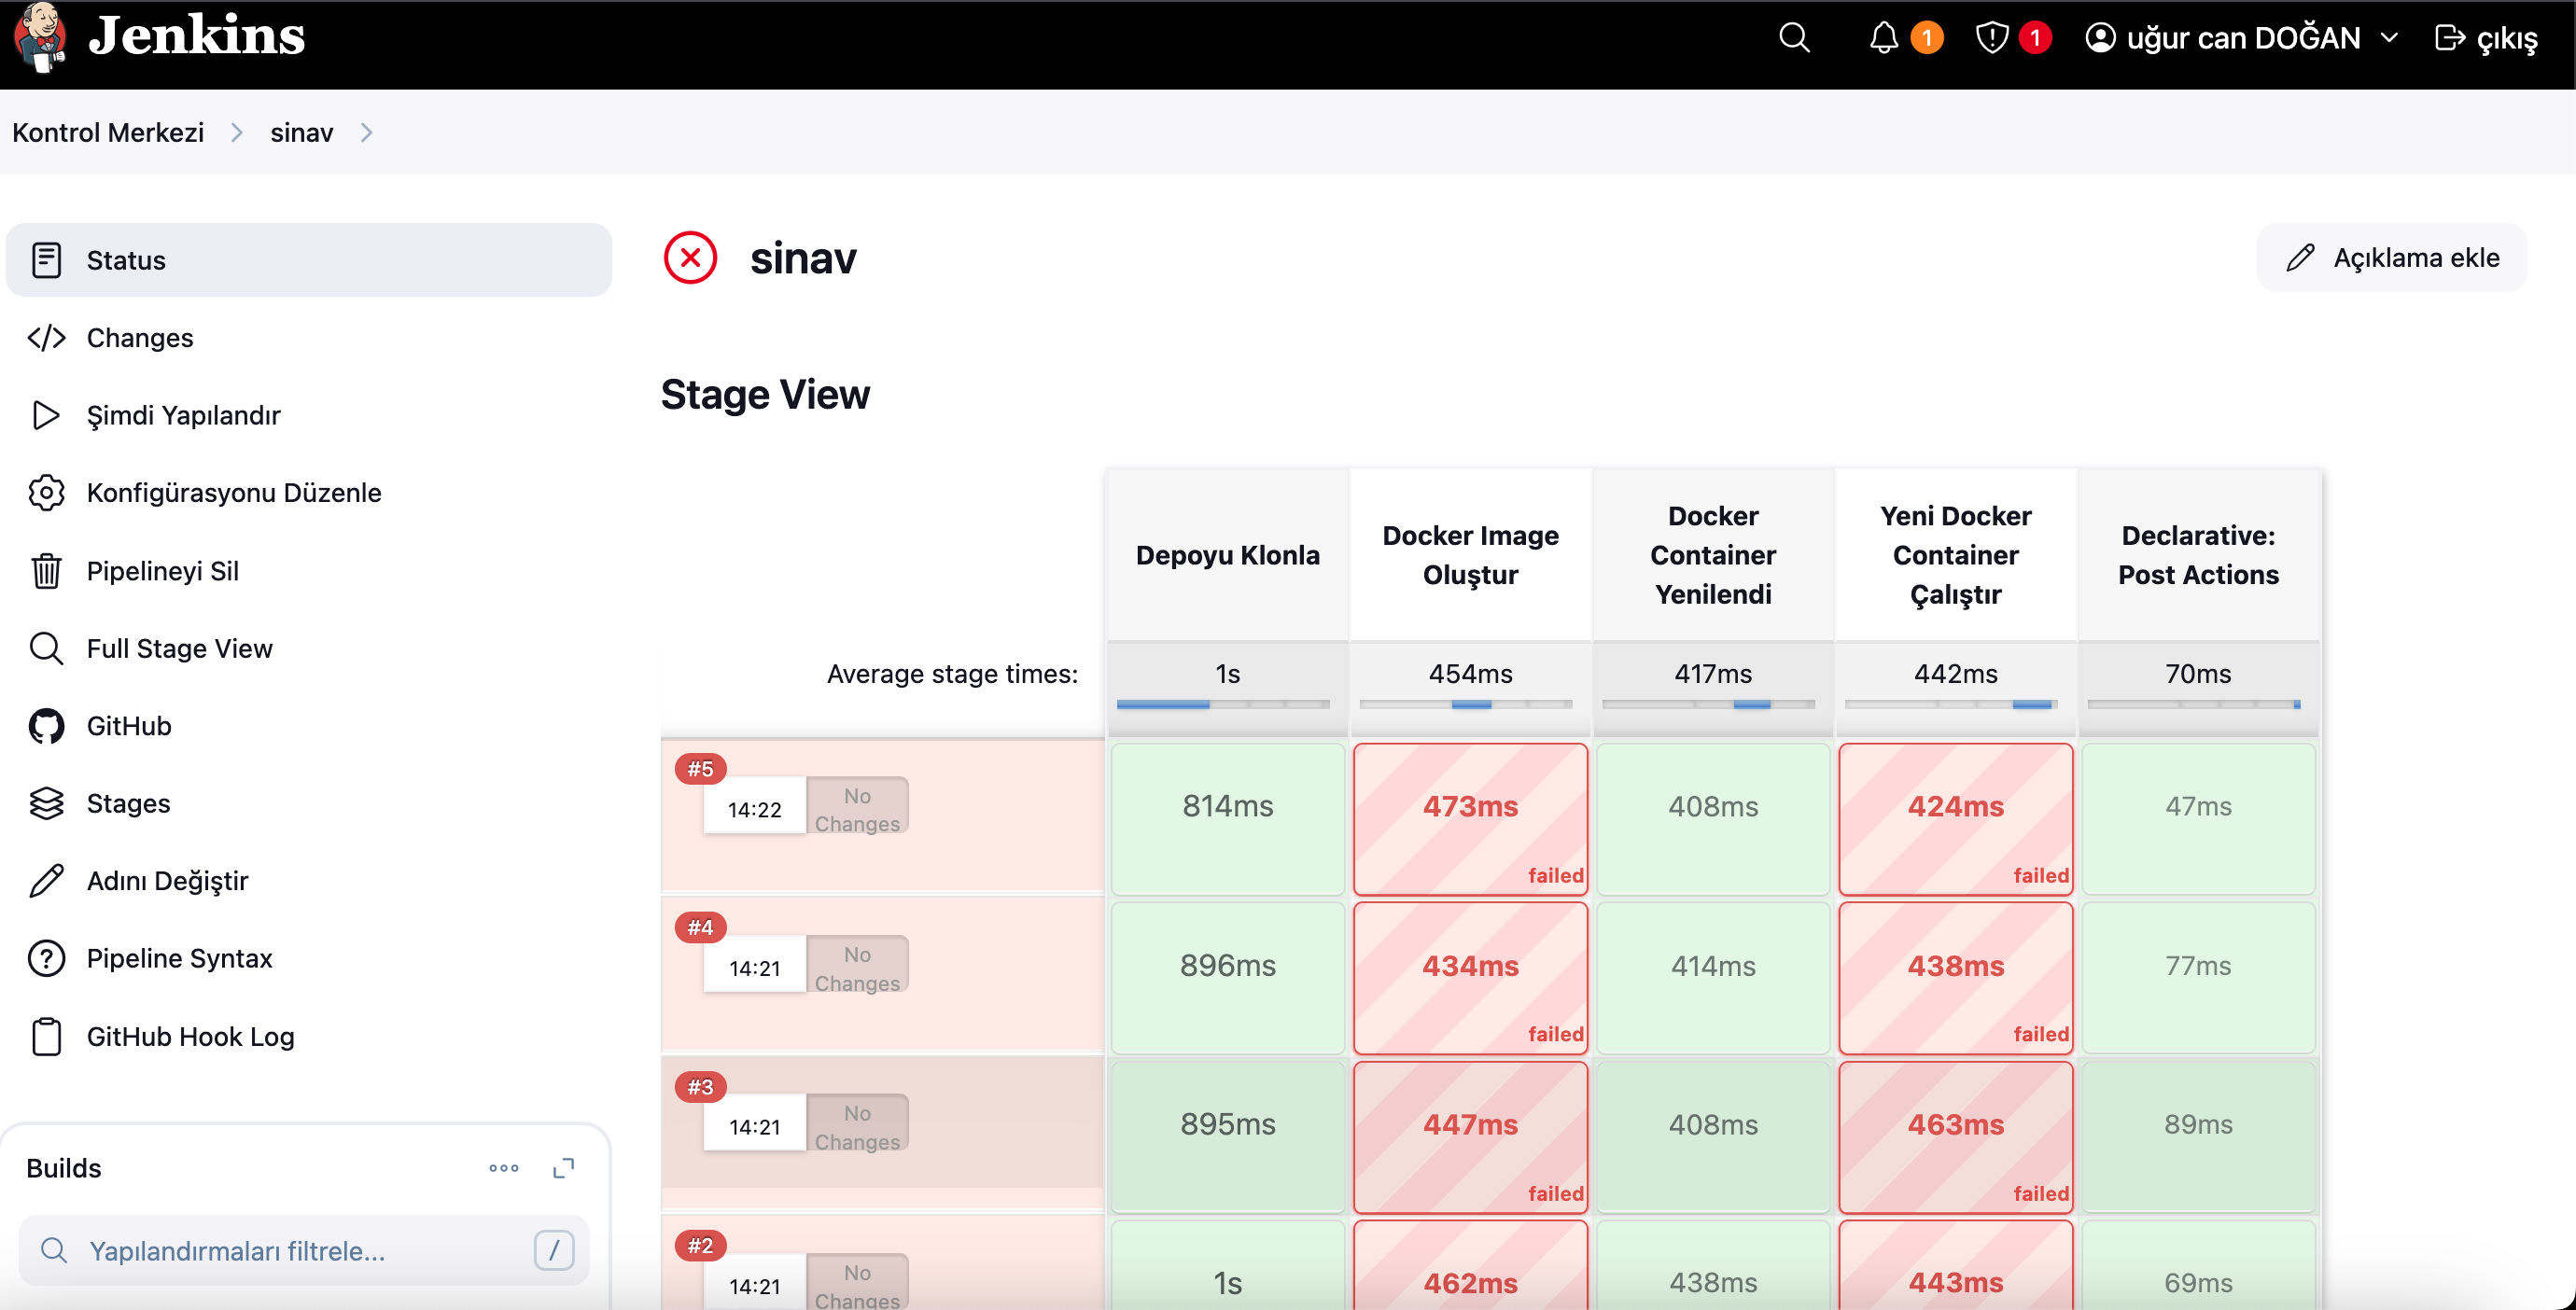 Jenkins
1
1
uğur can DOĞAN
çıkış
Kontrol Merkezi
sinav
Status
Changes
Şimdi Yapılandır
Konfigürasyonu Düzenle
Pipelineyi Sil
Full Stage View
GitHub
Stages
Adını Değiştir
Pipeline Syntax
GitHub Hook Log
Builds
Yapılandırmaları filtrele...
/
sinav
Açıklama ekle
Stage View
Depoyu Klonla
Docker Image
Oluştur
Docker
Container
Yenilendi
Yeni Docker
Container
Çalıştır
Declarative:
Post Actions
Average stage times:
1s
454ms
417ms
442ms
70ms
#5
14:22
No
Changes
814ms
473ms
failed
408ms
424ms
failed
47ms
#4
14:21
No
Changes
896ms
434ms
failed
414ms
438ms
failed
77ms
#3
14:21
No
Changes
895ms
447ms
failed
408ms
463ms
failed
89ms
#2
14:21
No
Changes
1s
462ms
438ms
443ms
69ms